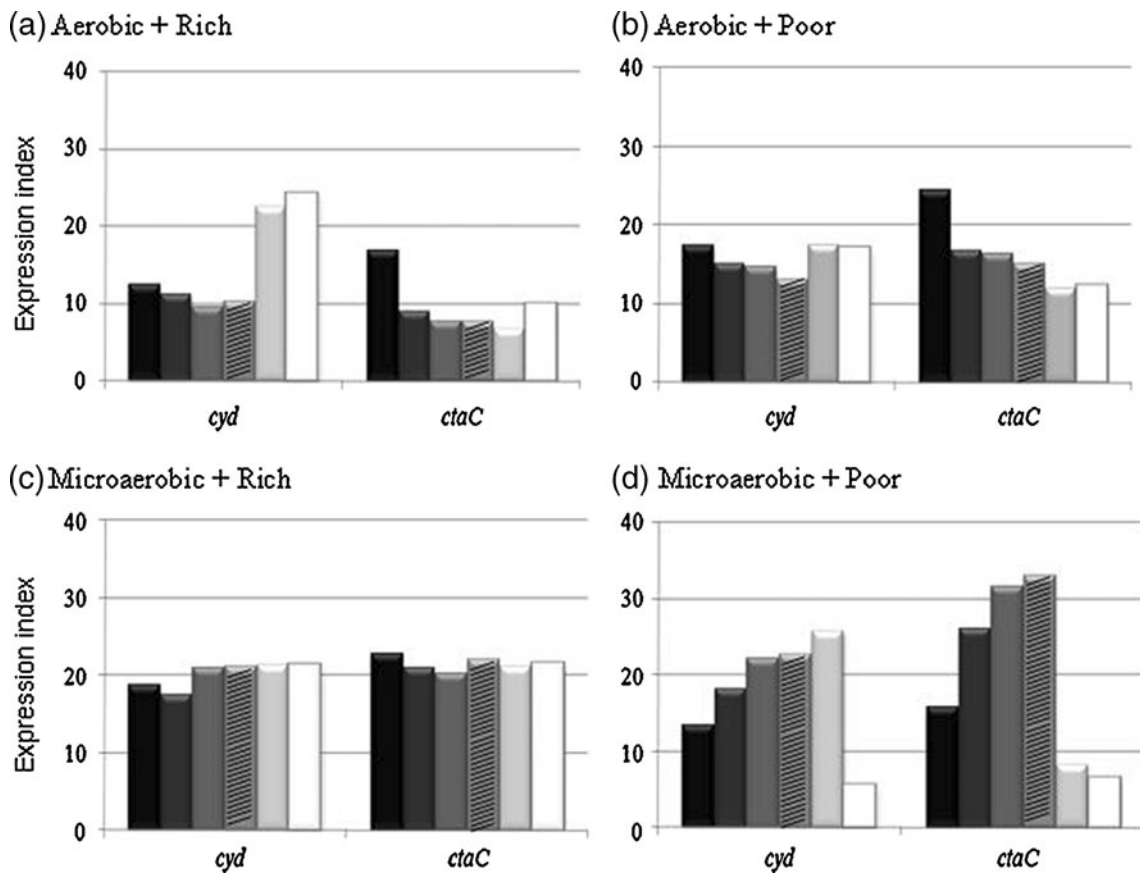 (a) Aerobic + Rich
40
30
20
10
0
Expression index
cyd ctaC
(b) Aerobic + Poor
40
30
20
10
0
cyd ctaC
(c) Microaerobic + Rich
40
30
20
10
0
Expression index
cyd ctaC
(d) Microaerobic + Poor
40
30
20
10
0
cyd ctaC